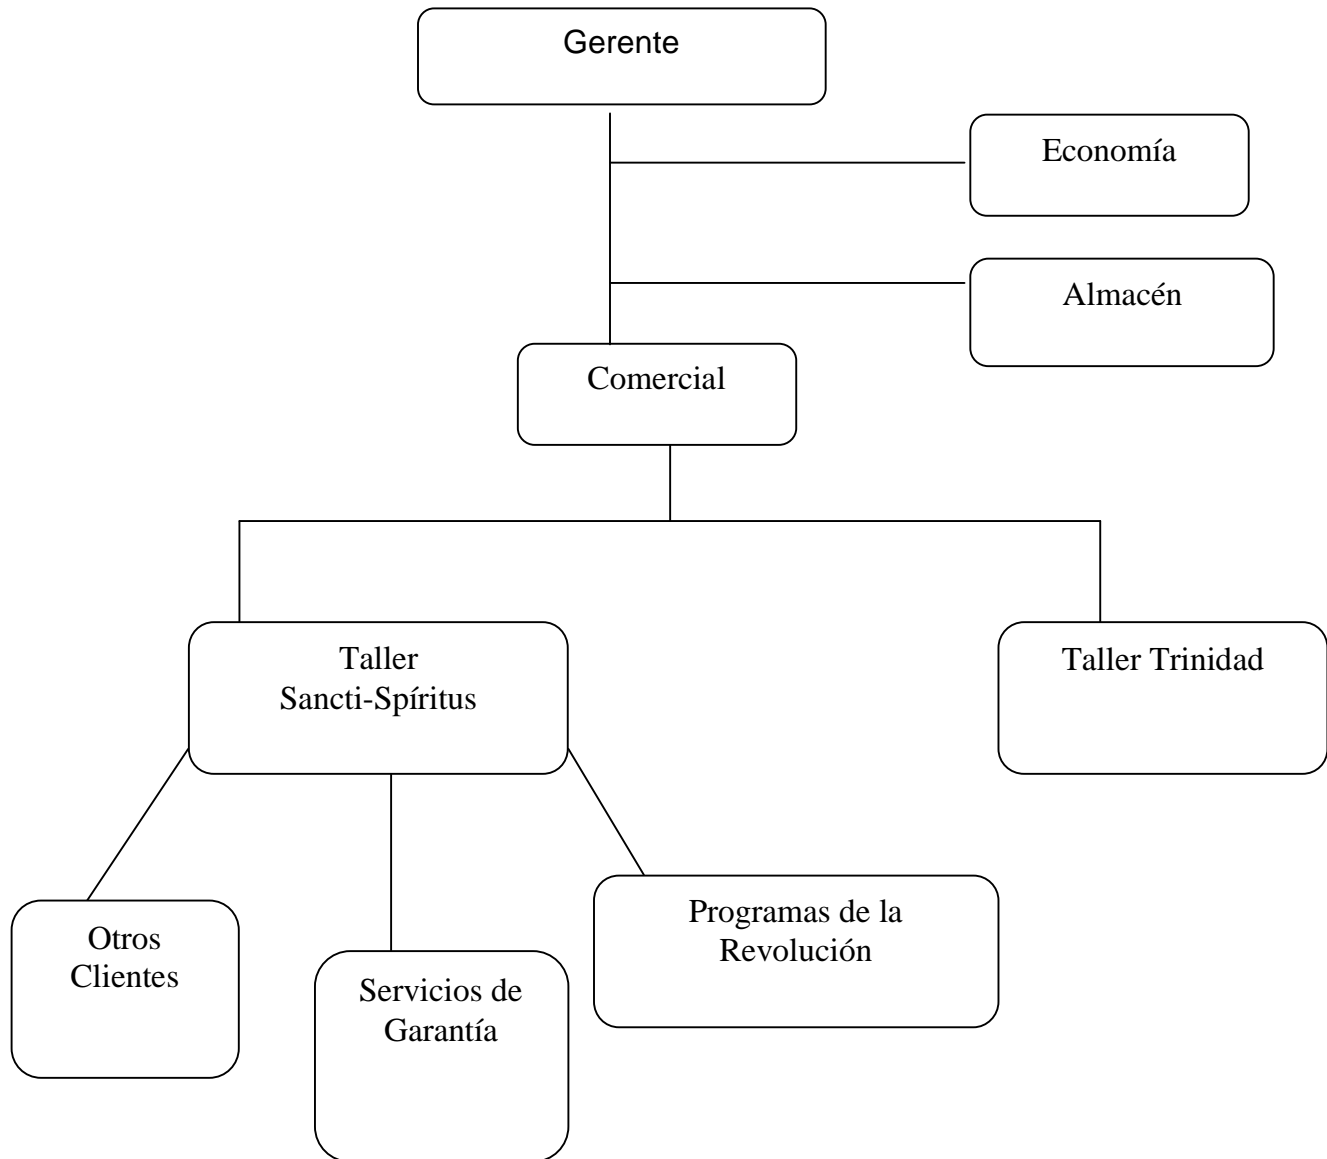 Gerente
Economía
Almacén
Comercial
Taller
Sancti-Spíritus
Taller Trinidad
Otros
Clientes
Servicios de
Garantía
Programas de la
Revolución